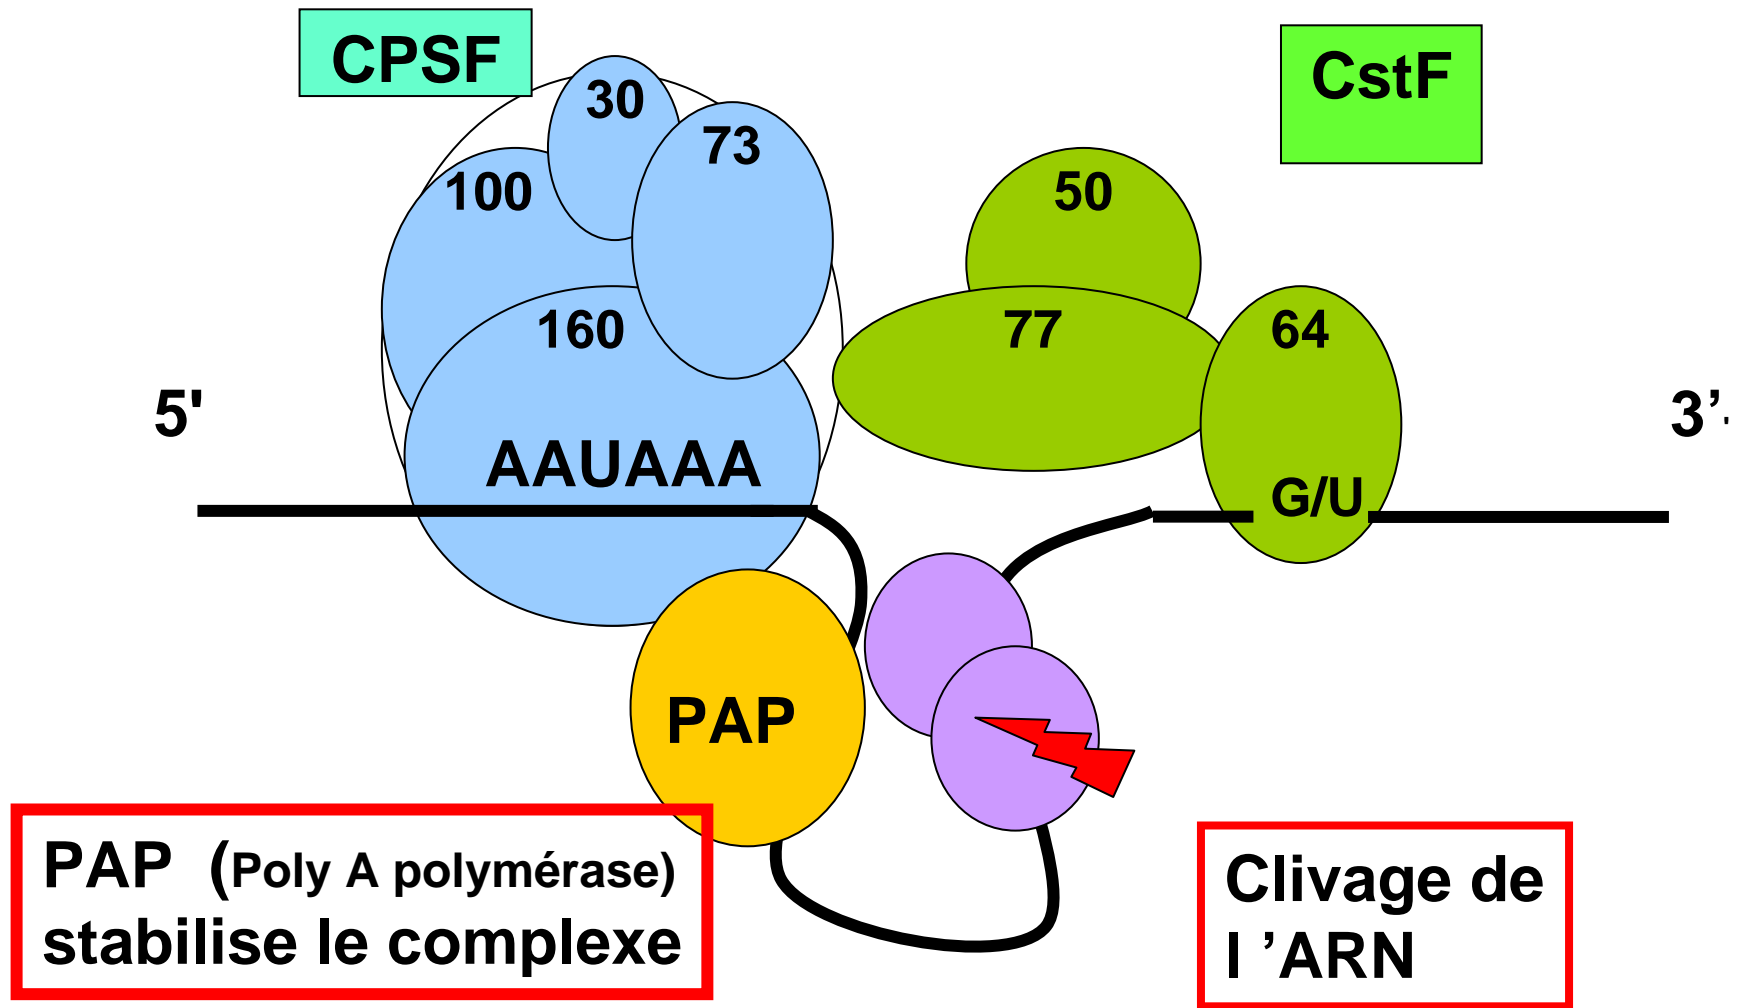 CPSF
CstF
30
73
100
50
160
77
64
5'
3’'
AAUAAA
G/U
PAP
PAP (Poly A polymérase)
stabilise le complexe
Clivage de
l ’ARN